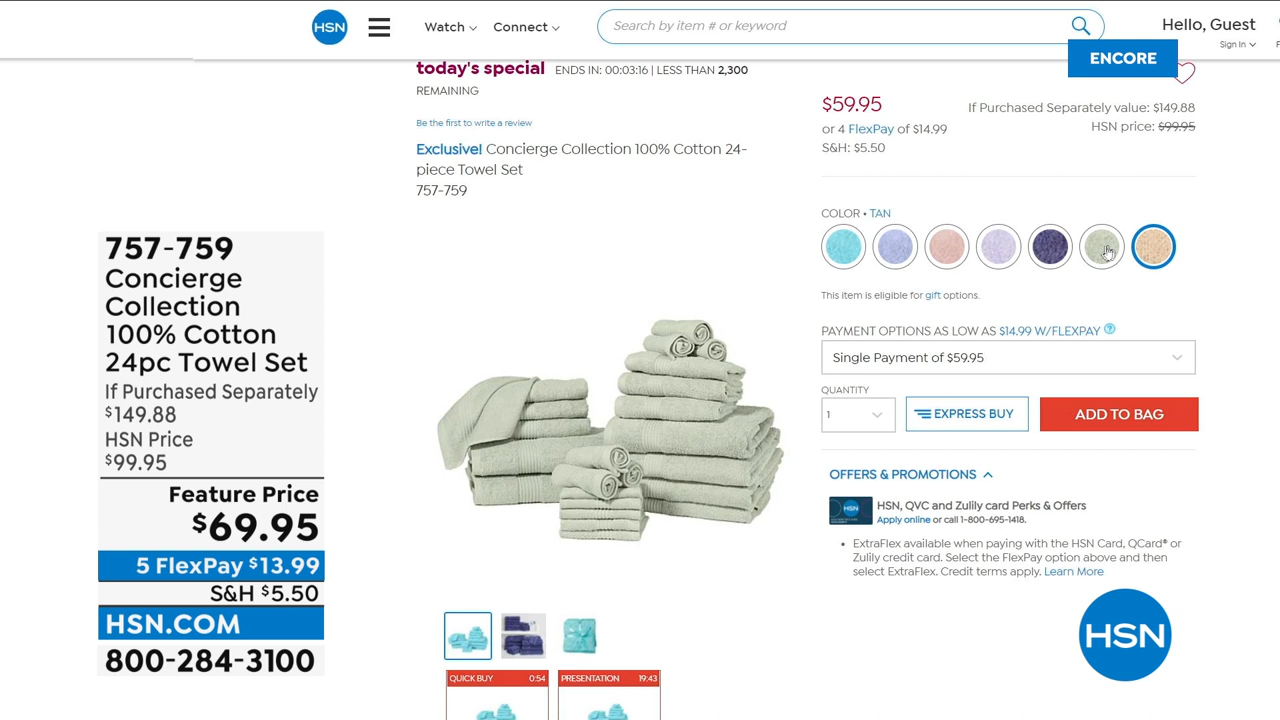 HSN
Watch
Connect
Search by item # or keyword
Hello, Guest
Sign In
ENCORE
today's special ENDS IN: 00:03:16 | LESS THAN 2,300
REMAINING
Be the first to write a review
Exclusive! Concierge Collection 100% Cotton 24-
piece Towel Set
757-759
$59.95
If Purchased Separately value: $149.88
or 4 FlexPay of $14.99
HSN price: $99.95
S&H: $5.50
COLOR • TAN
This item is eligible for gift options.
PAYMENT OPTIONS AS LOW AS $14.99 W/FLEXPAY ?
Single Payment of $59.95
QUANTITY
1
EXPRESS BUY
ADD TO BAG
OFFERS & PROMOTIONS
HSN
HSN, QVC and Zulily card Perks & Offers
Apply online or call 1-800-695-1418.
• ExtraFlex available when paying with the HSN Card, QCard® or
Zulily credit card. Select the FlexPay option above and then
select ExtraFlex. Credit terms apply. Learn More
757-759
Concierge
Collection
100% Cotton
24pc Towel Set
If Purchased Separately
$149.88
HSN Price
$99.95
Feature Price
$69.95
5 FlexPay $13.99
S&H $5.50
HSN.COM
800-284-3100
QUICK BUY 0:54
PRESENTATION 19:43
HSN